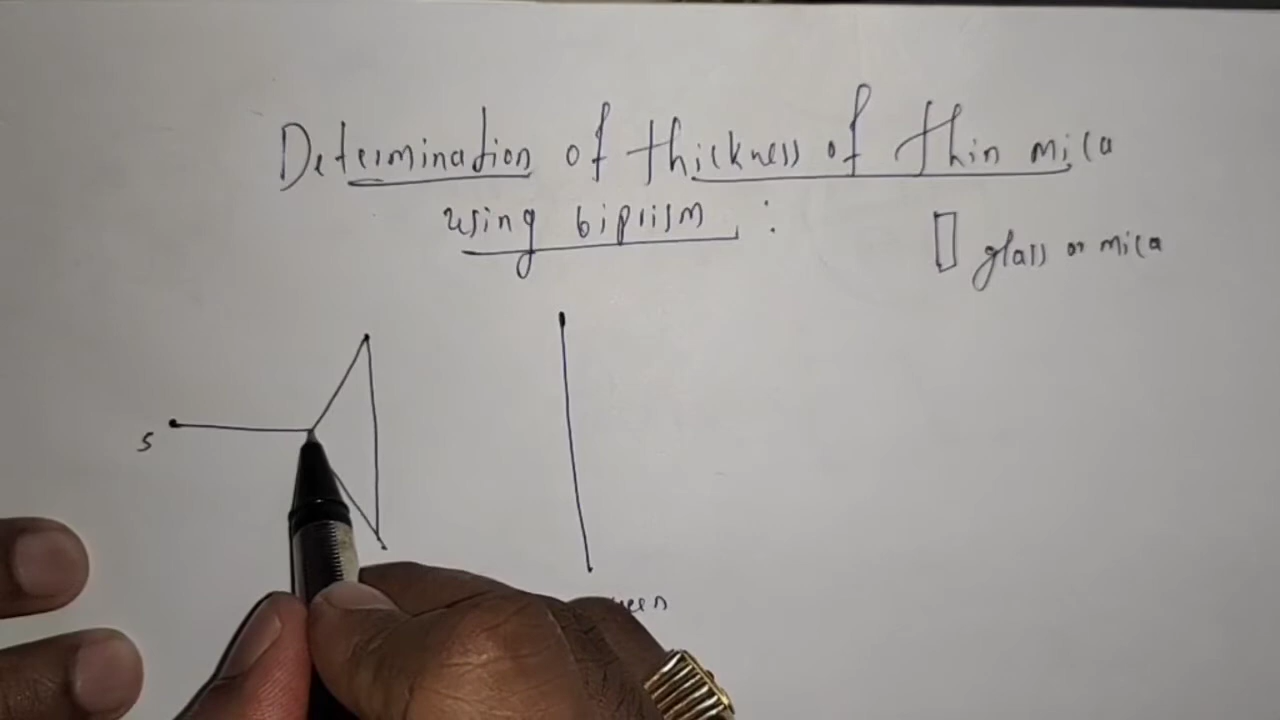 Determination of thickness of thin mica
using biprism :
glass or mica
S